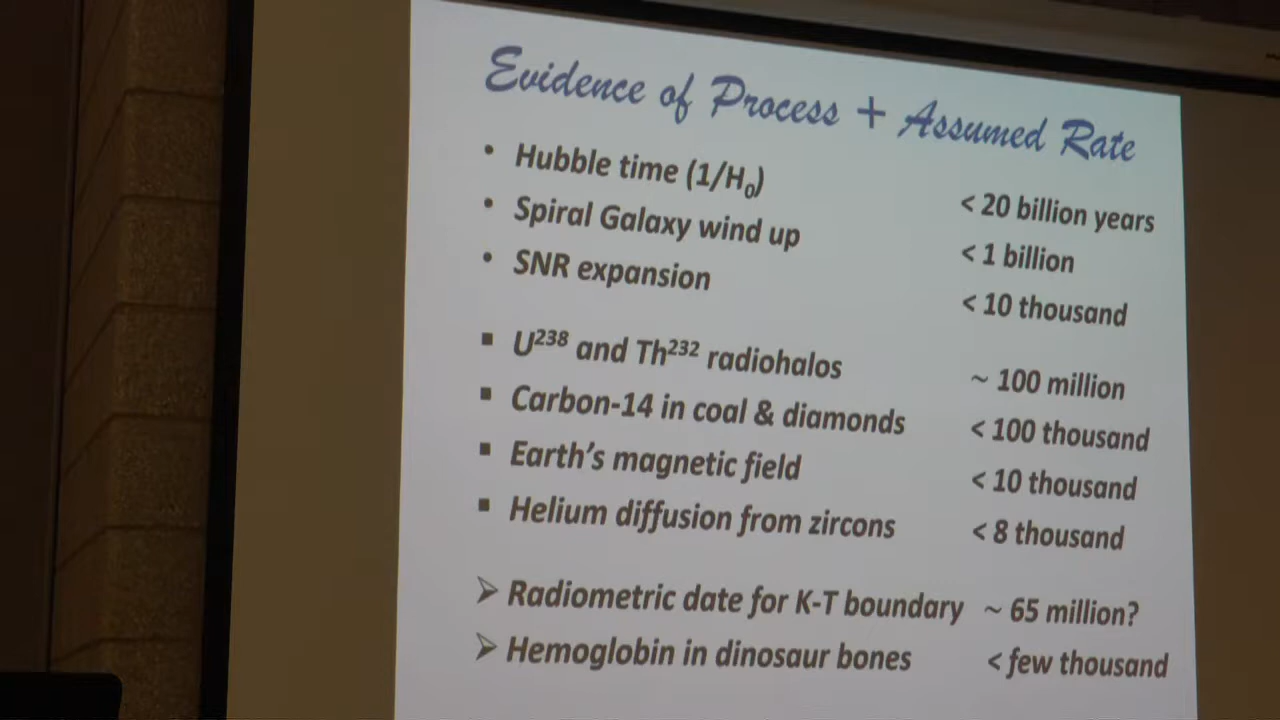 Evidence of Process + Assumed Rate
• Hubble time (1/H₀) < 20 billion years
• Spiral Galaxy wind up < 1 billion
• SNR expansion < 10 thousand
▪ U²³⁸ and Th²³² radiohalos ~ 100 million
▪ Carbon-14 in coal & diamonds < 100 thousand
▪ Earth's magnetic field < 10 thousand
▪ Helium diffusion from zircons < 8 thousand
➢ Radiometric date for K-T boundary ~ 65 million?
➢ Hemoglobin in dinosaur bones < few thousand